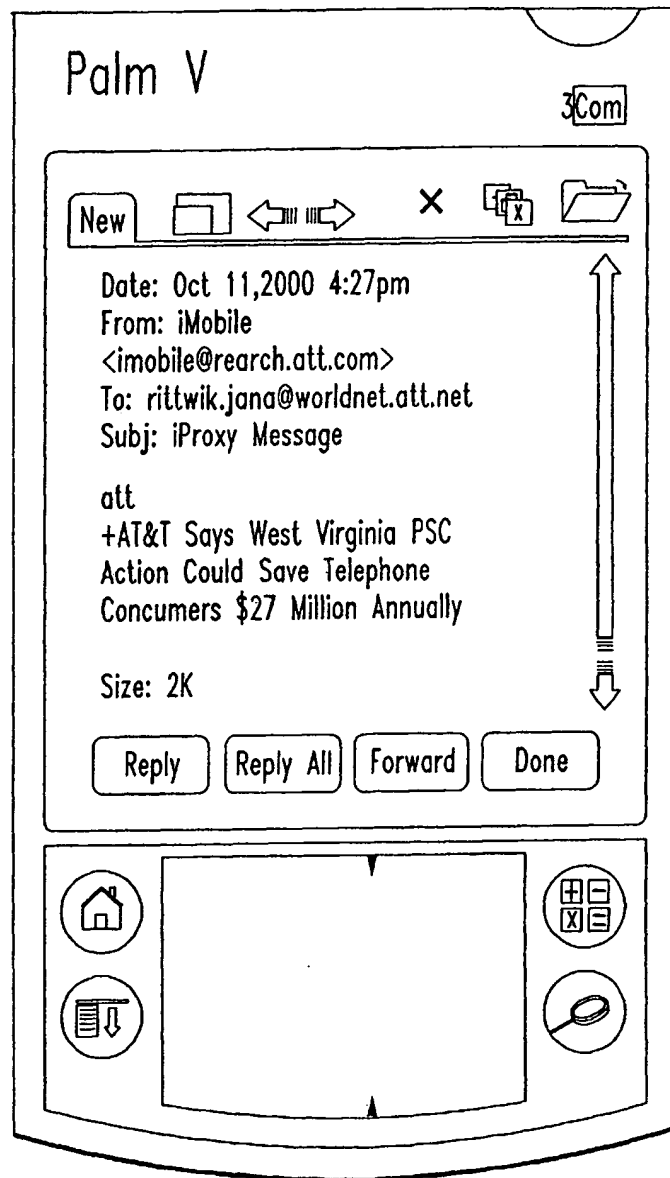 Palm V
3Com
New
Date: Oct 11,2000 4:27pm
From: iMobile
<imobile@rearch.att.com>
To: rittwik.jana@worldnet.att.net
Subj: iProxy Message
att
+AT&T Says West Virginia PSC
Action Could Save Telephone
Concumers $27 Million Annually
Size: 2K
Reply Reply All Forward Done